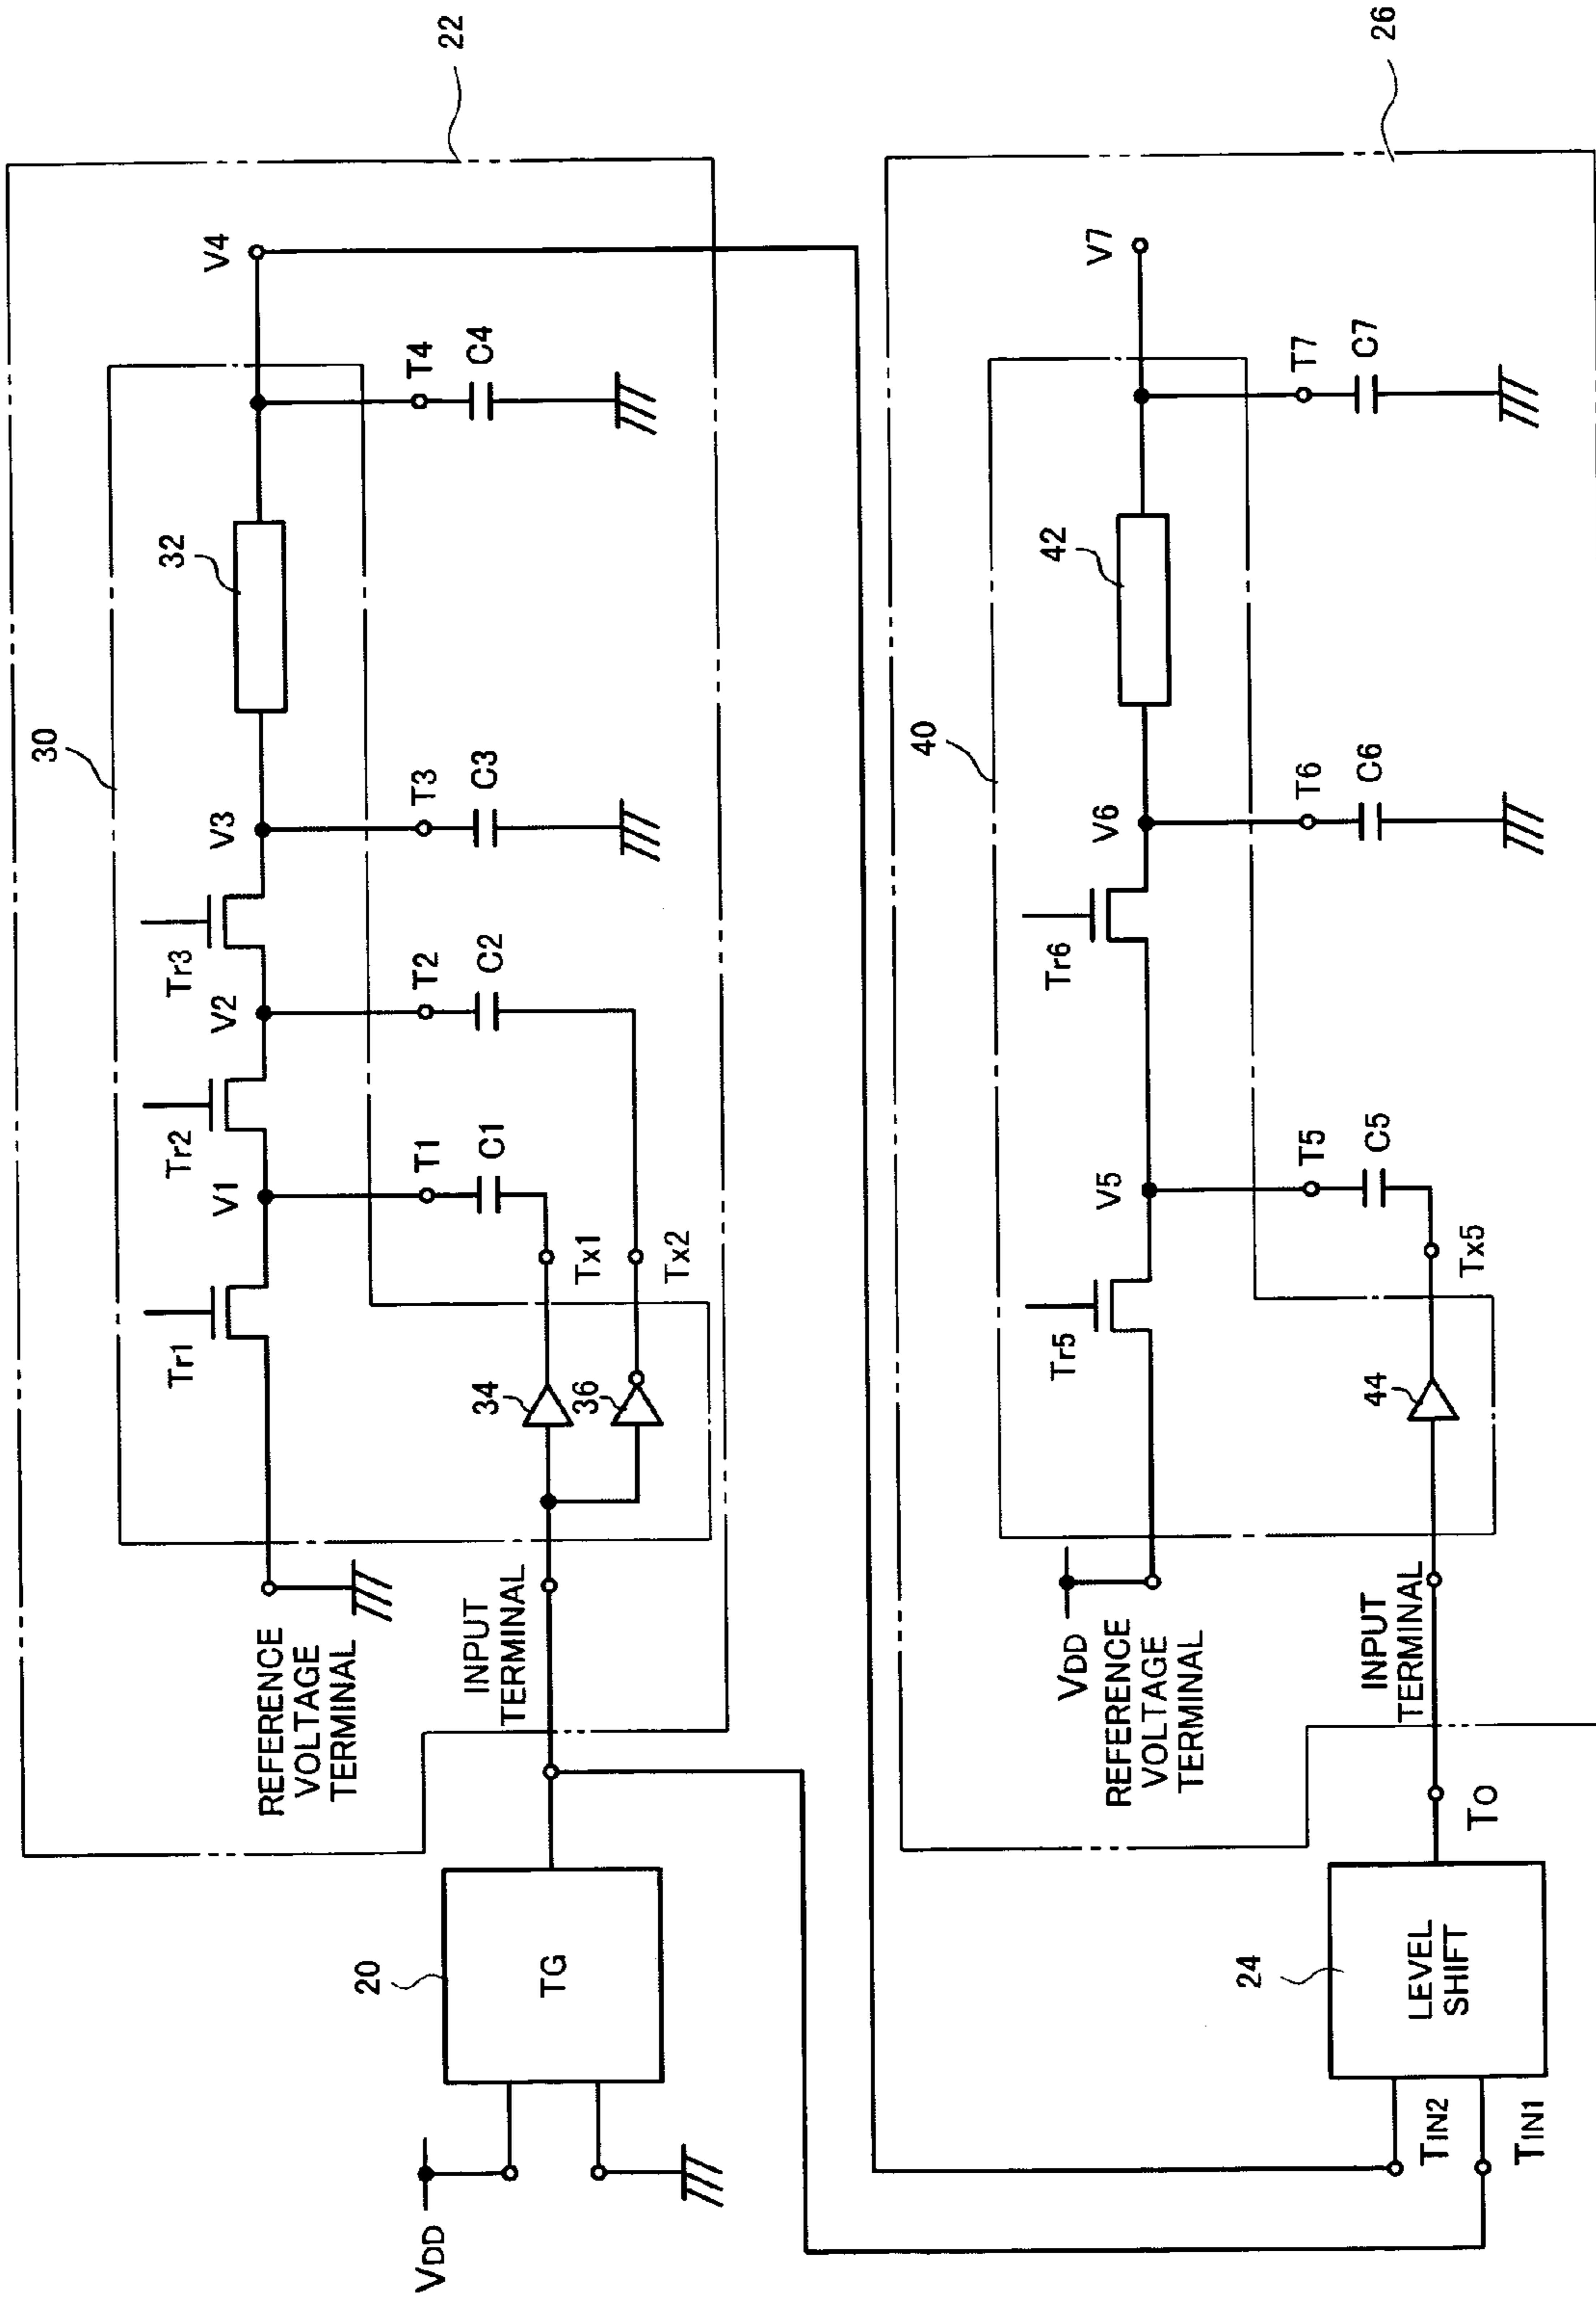 22
30
32
V4
V3
V2
V1
Tr3
Tr2
Tr1
T4
C4
T3
C3
T2
C2
T1
C1
Tx1
Tx2
34
36
REFERENCE
VOLTAGE
TERMINAL
INPUT
TERMINAL
20
TG
VDD
26
40
42
V7
V6
V5
Tr6
Tr5
T7
C7
T6
C6
T5
C5
Tx5
44
VDD
REFERENCE
VOLTAGE
TERMINAL
INPUT
TERMINAL
TO
24
LEVEL
SHIFT
TIN2
TIN1